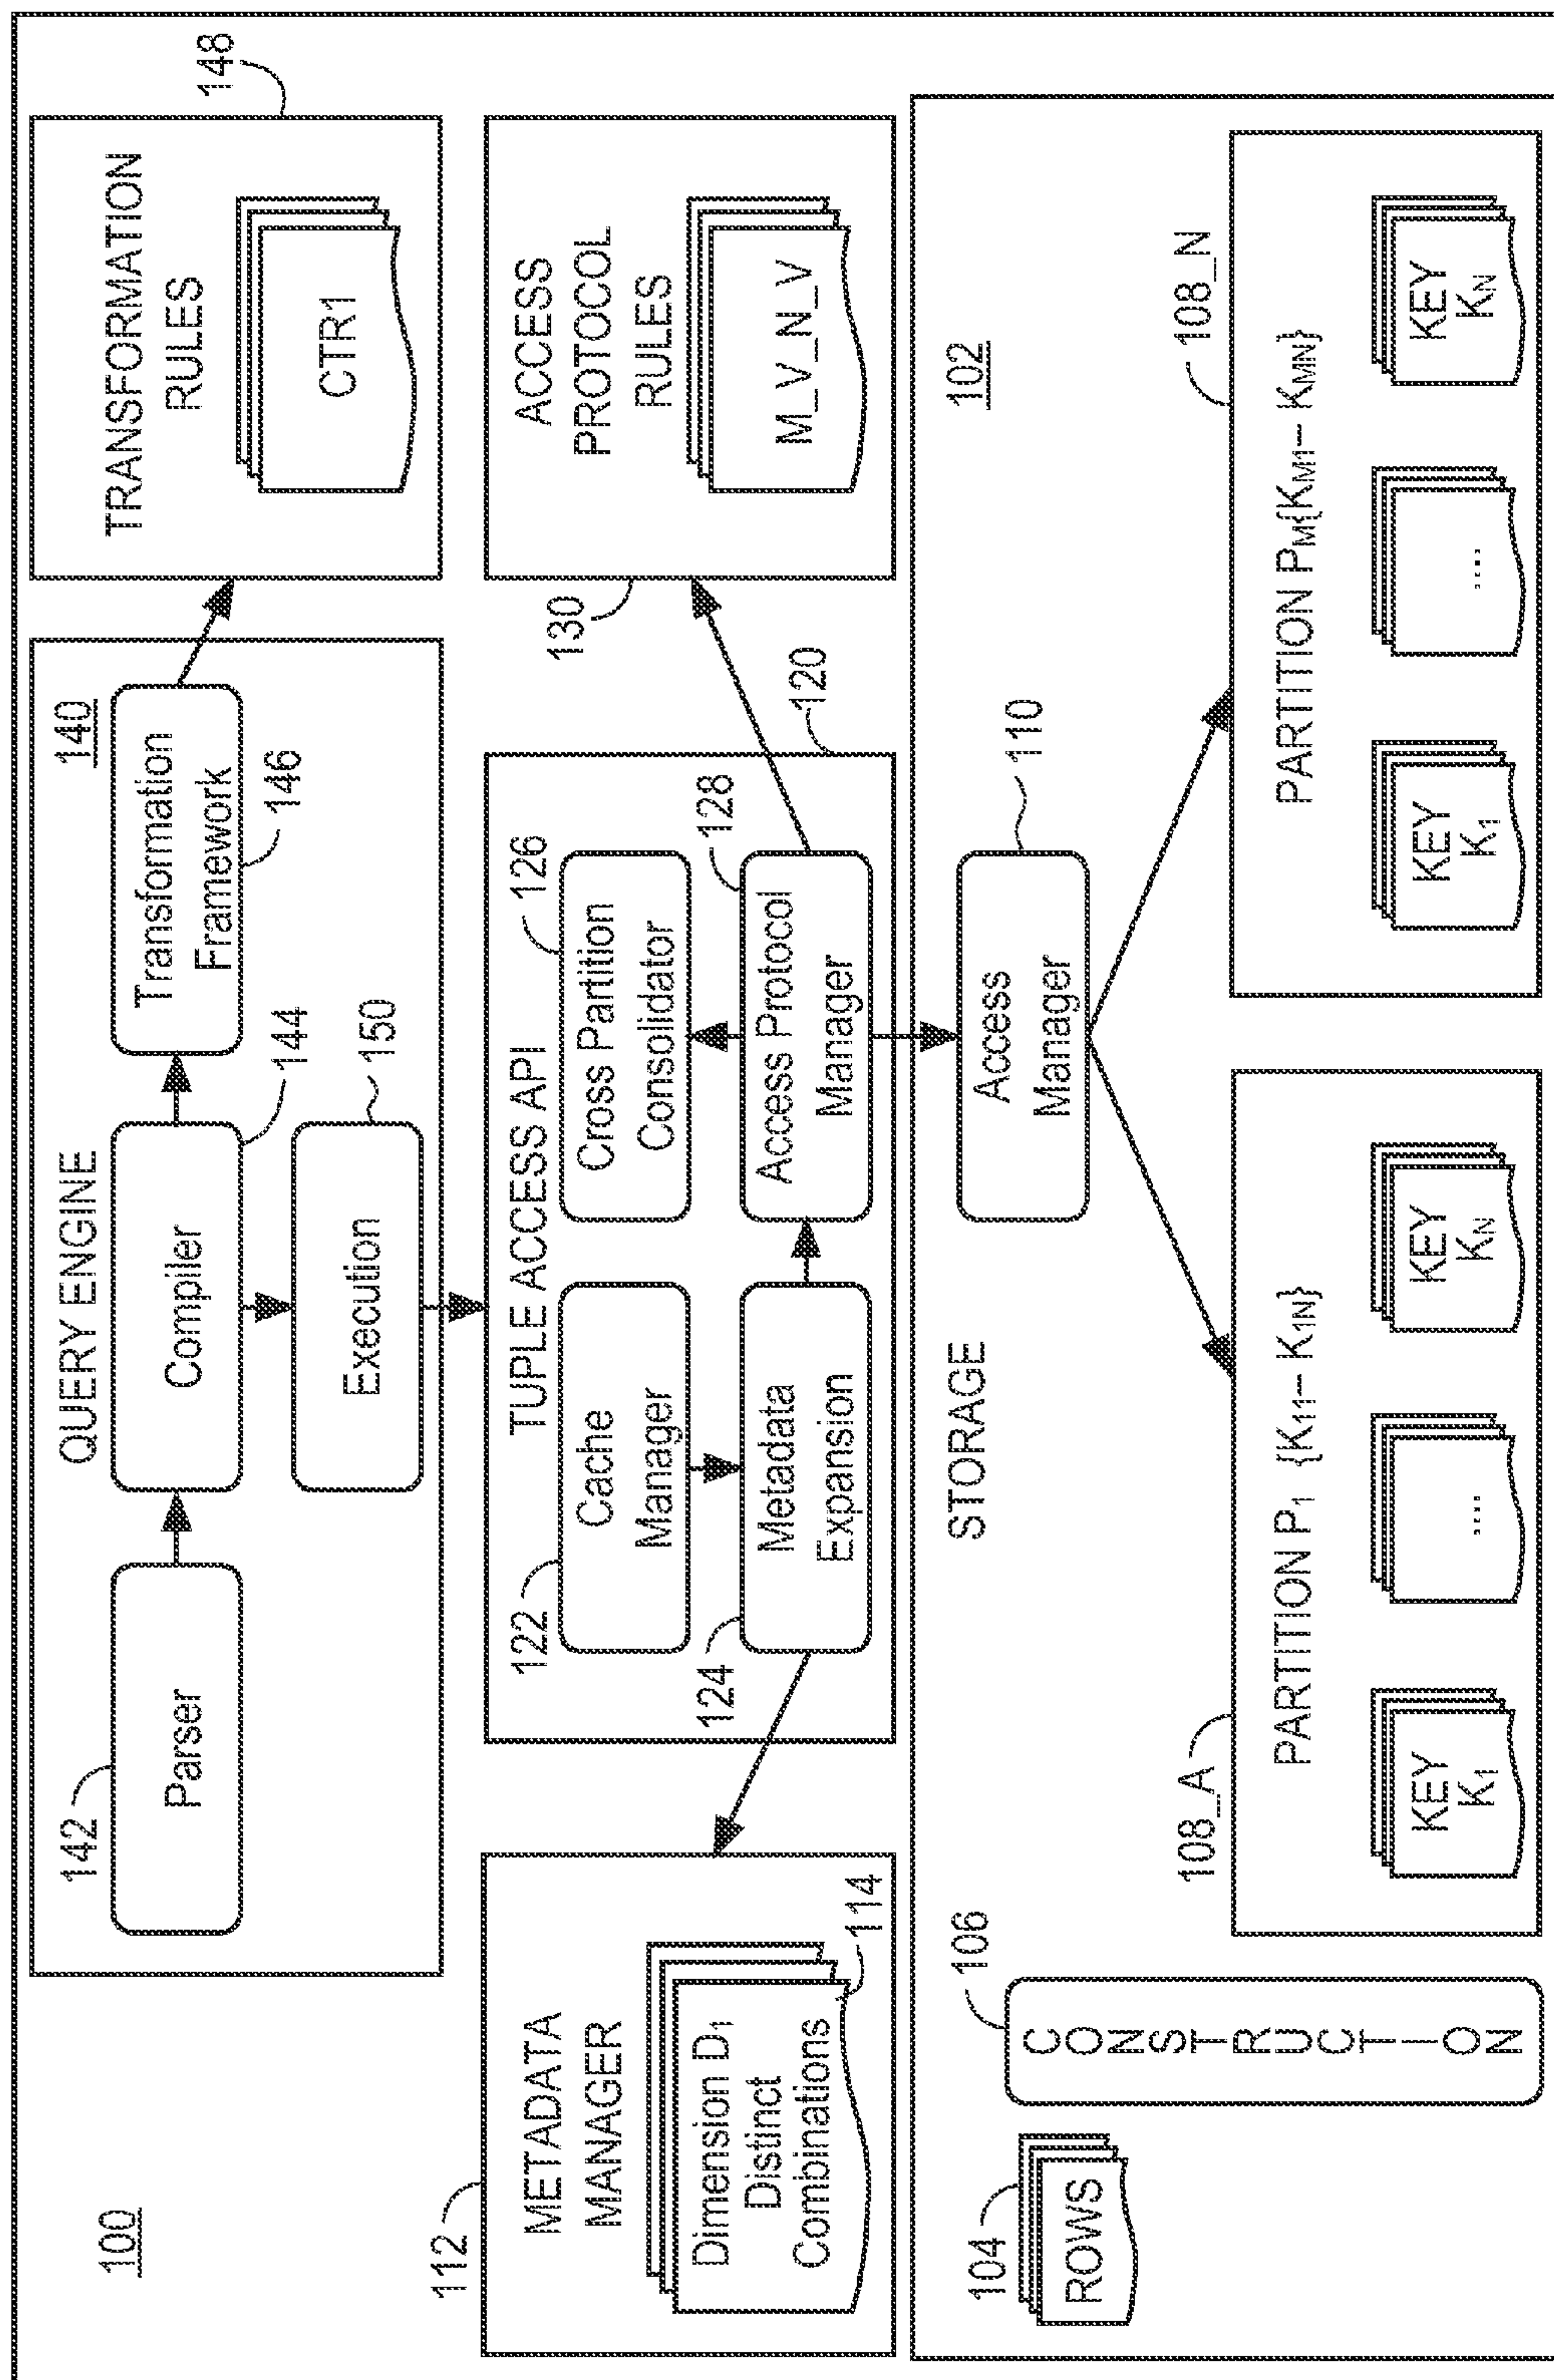 100
QUERY ENGINE
140
142
Parser
Compiler
144
Transformation
Framework
146
Execution
150
TRANSFORMATION
RULES
148
CTR1
112
METADATA
MANAGER
Dimension D₁
Distinct
Combinations
114
TUPLE ACCESS API
120
122
Cache
Manager
126
Cross Partition
Consolidator
124
Metadata
Expansion
128
Access Protocol
Manager
130
ACCESS
PROTOCOL
RULES
M_V_N_V
STORAGE
102
104
ROWS
106
CONSTRUCTION
Access
Manager
110
108_A
PARTITION P₁ {K₁₁– K₁N}
KEY
K₁
....
KEY
KN
108_N
PARTITION PM{KM1– KMN}
KEY
K₁
....
KEY
KN